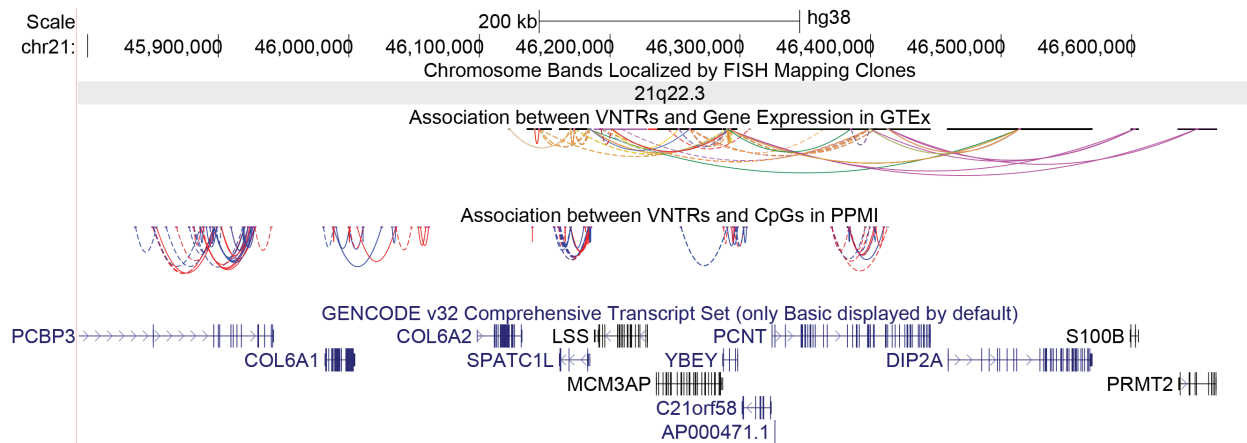 Scale 200 kb hg38
chr21: 45,900,000 46,000,000 46,100,000 46,200,000 46,300,000 46,400,000 46,500,000 46,600,000
Chromosome Bands Localized by FISH Mapping Clones
21q22.3
Association between VNTRs and Gene Expression in GTEx
Association between VNTRs and CpGs in PPMI
GENCODE v32 Comprehensive Transcript Set (only Basic displayed by default)
PCBP3 COL6A2 LSS PCNT S100B
COL6A1 SPATC1L YBEY DIP2A
MCM3AP PRMT2
C21orf58
AP000471.1